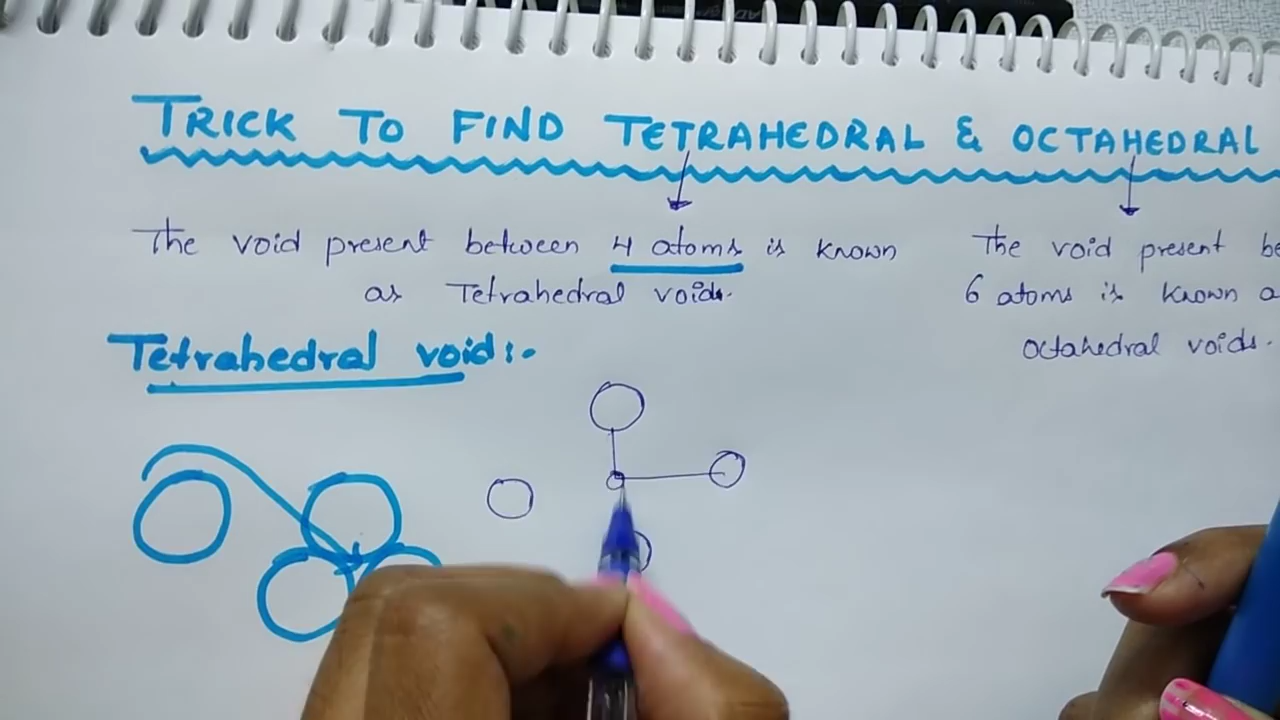 TRICK TO FIND TETRAHEDRAL & OCTAHEDRAL
The void present between 4 atoms is known
as Tetrahedral voids.
The void present be
6 atoms is known a
octahedral voids.
Tetrahedral void:-